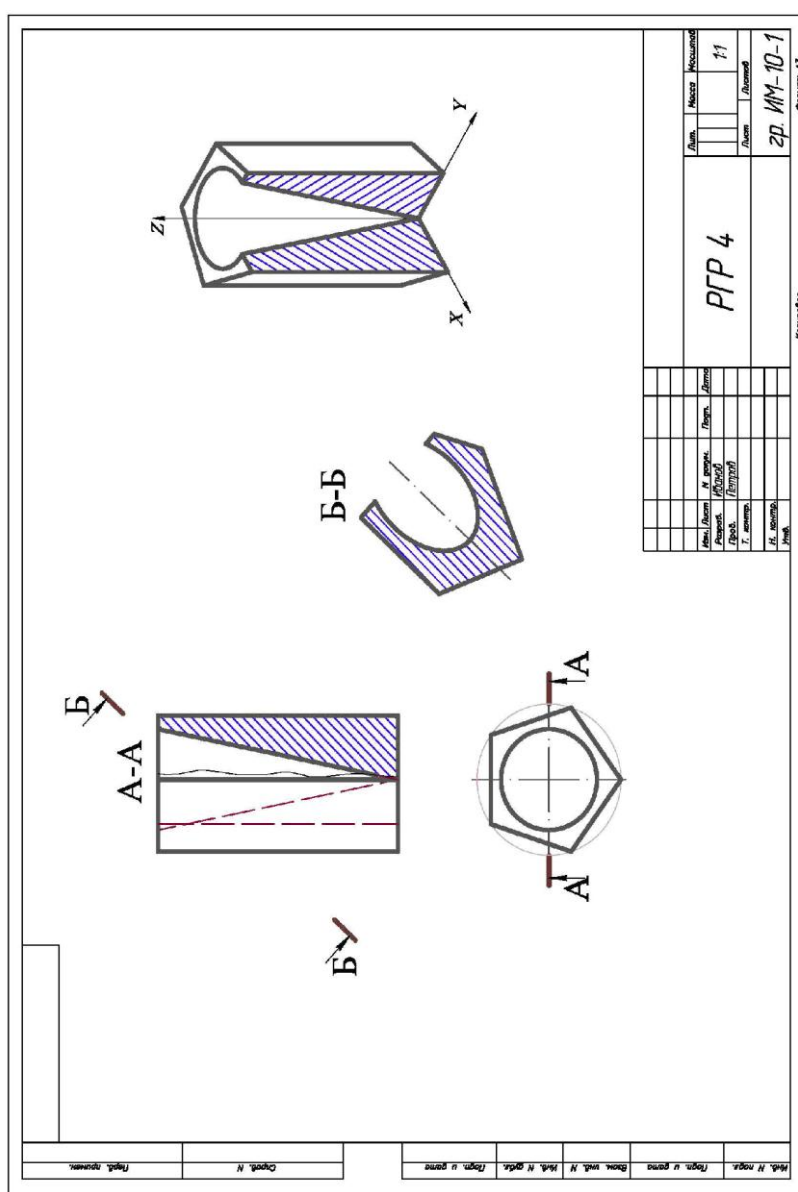 Z
X
Y
Б
А-А
Б
Б-Б
А
А
РГР 4
Изм. Лист N докум. Подп. Дата
Разраб. Иванов
Пров. Петров
Т. контр.
Н. контр.
Утв.
Лит. Масса Масштаб
1:1
Лист Листов
гр. ИМ-10-1
Перв. примен.
Справ. N
Подп. и дата
Инв. N дубл.
Взам. инв. N
Подп. и дата
Инв. N подл.